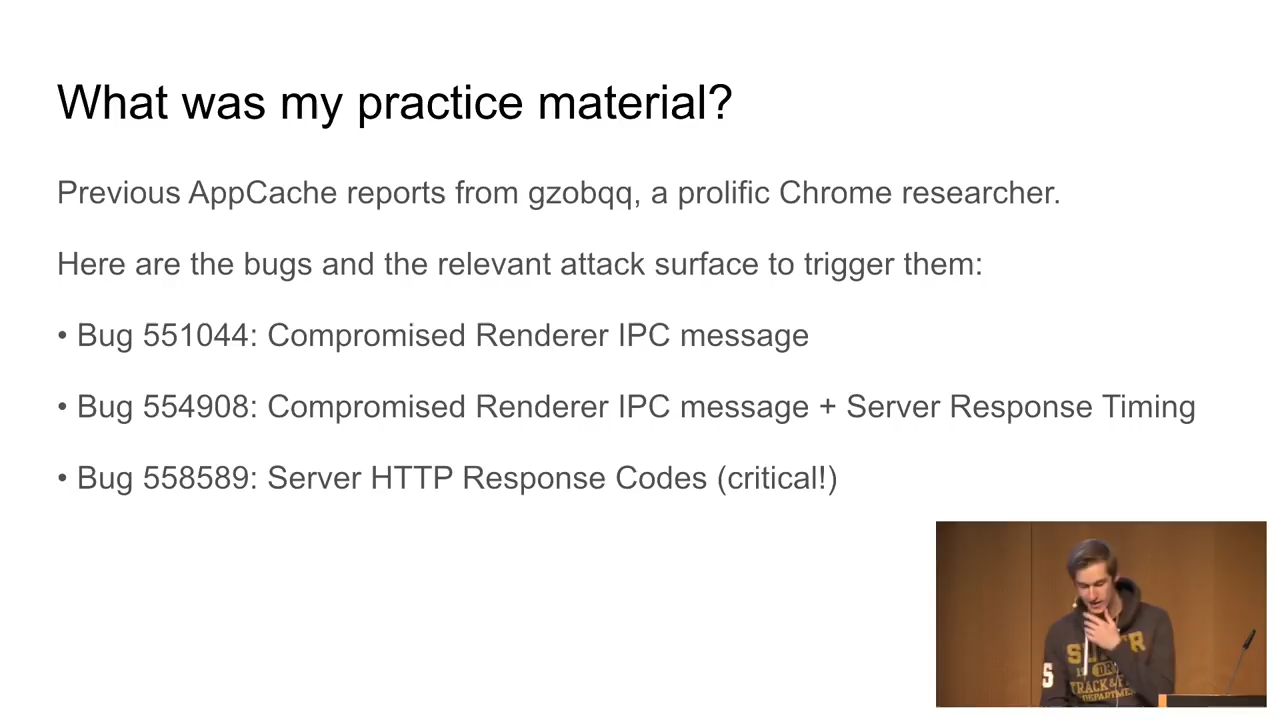 What was my practice material?
Previous AppCache reports from gzobqq, a prolific Chrome researcher.
Here are the bugs and the relevant attack surface to trigger them:
• Bug 551044: Compromised Renderer IPC message
• Bug 554908: Compromised Renderer IPC message + Server Response Timing
• Bug 558589: Server HTTP Response Codes (critical!)
S
DEPARTMENT